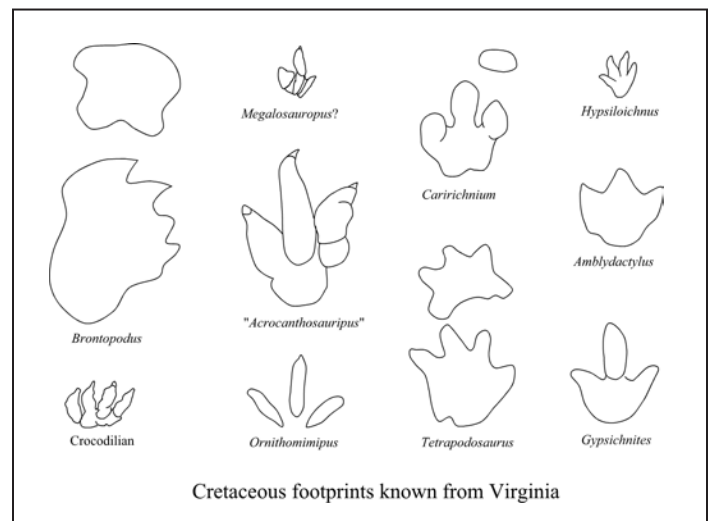 Megalosauropus?
Hypsiloichnus
Caririchnium
Amblydactylus
"Acrocanthosauripus"
Brontopodus
Crocodilian
Ornithomimipus
Tetrapodosaurus
Gypsichnites
Cretaceous footprints known from Virginia